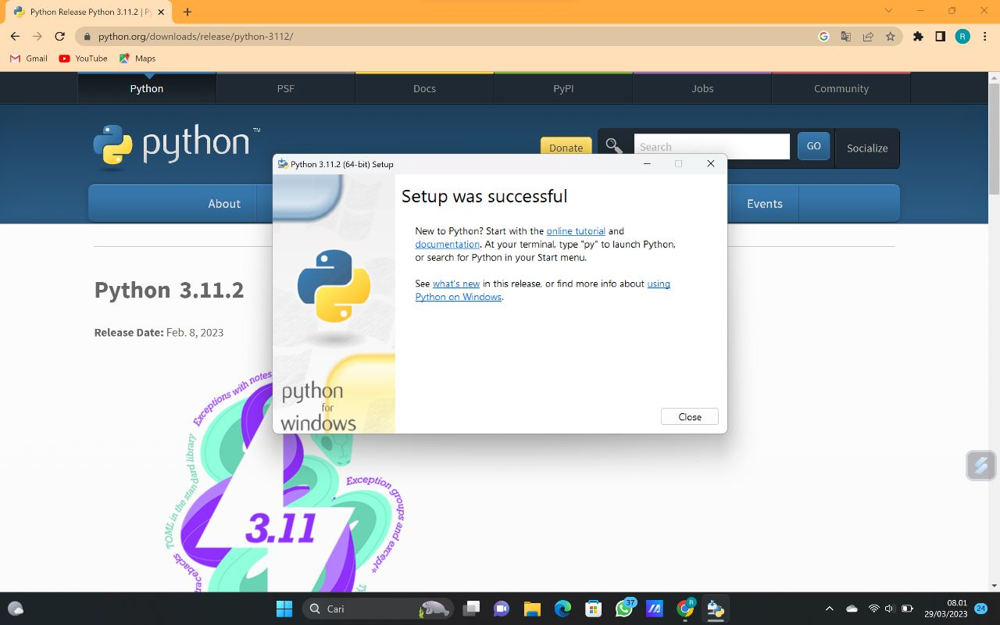 Python Release Python 3.11.2 | Py
python.org/downloads/release/python-3112/
G
R
Gmail
YouTube
Maps
Python
PSF
Docs
PyPI
Jobs
Community
python™
Donate
Search
GO
Socialize
About
Events
Python 3.11.2 (64-bit) Setup
Setup was successful
New to Python? Start with the online tutorial and
documentation. At your terminal, type "py" to launch Python,
or search for Python in your Start menu.
See what's new in this release, or find more info about using
Python on Windows.
python
for
windows
Close
Python 3.11.2
Release Date: Feb. 8, 2023
Exceptions with notes
TOML in the standard library
Exception groups and except*
3.11
Cari
37
R
08.01
29/03/2023
24